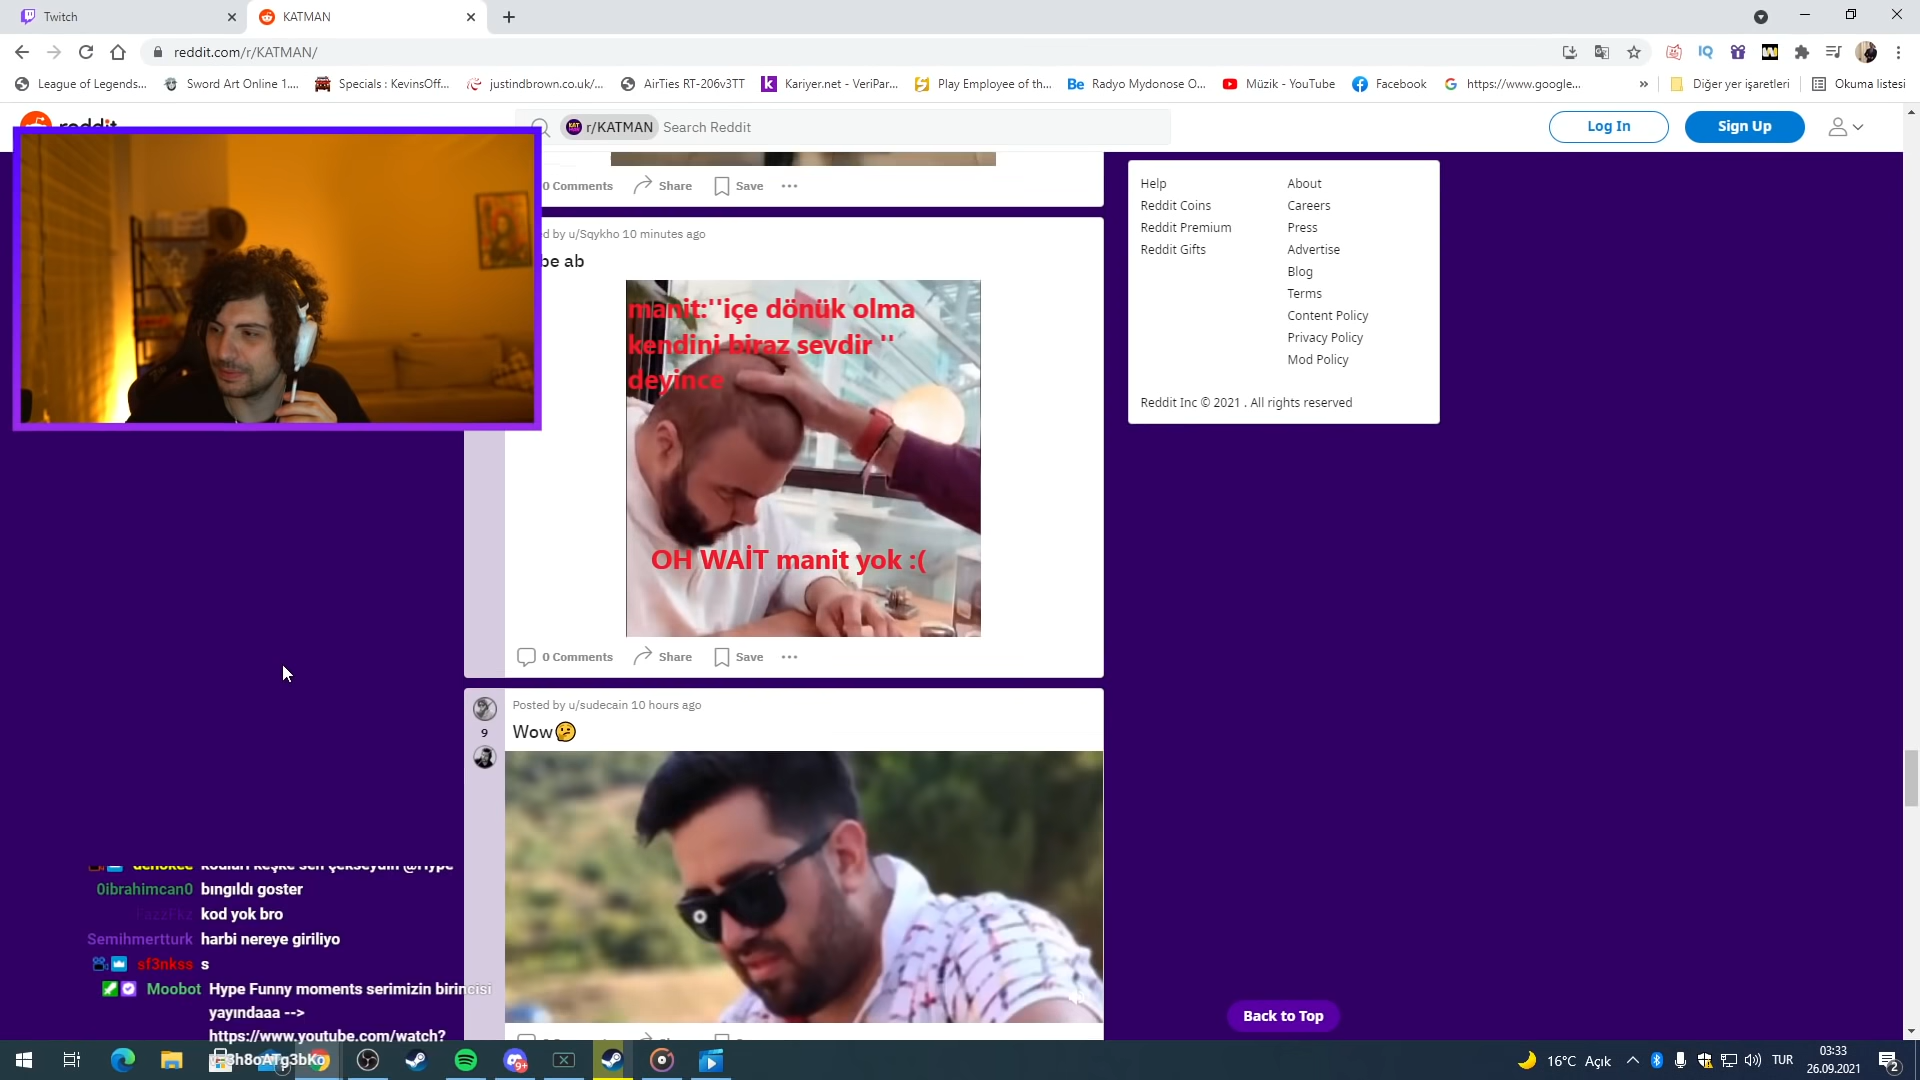 Twitch
KATMAN
reddit.com/r/KATMAN/
League of Legends...
Sword Art Online 1....
Specials : KevinsOff...
justindbrown.co.uk/...
AirTies RT-206v3TT
Kariyer.net - VeriPar...
Play Employee of th...
Radyo Mydonose O...
Müzik - YouTube
Facebook
https://www.google...
»
Diğer yer işaretleri
Okuma listesi
r/KATMAN
Search Reddit
Log In
Sign Up
0 Comments
Share
Save
by u/Sqykho 10 minutes ago
be ab
manit:''içe dönük olma
kendini biraz sevdir ''
deyince
OH WAİT manit yok :(
0 Comments
Share
Save
Posted by u/sudecain 10 hours ago
9
Wow🤔
Help
About
Reddit Coins
Careers
Reddit Premium
Press
Reddit Gifts
Advertise
Blog
Terms
Content Policy
Privacy Policy
Mod Policy
Reddit Inc © 2021 . All rights reserved
0ibrahimcan0 bıngıldı goster
FazzFkz kod yok bro
Semihmertturk harbi nereye giriliyo
sf3nkss s
Moobot Hype Funny moments serimizin birincisi
yayındaaa -->
https://www.youtube.com/watch?
v=3h8oATg3bKo
Back to Top
16°C Açık
TUR
03:33
26.09.2021
2